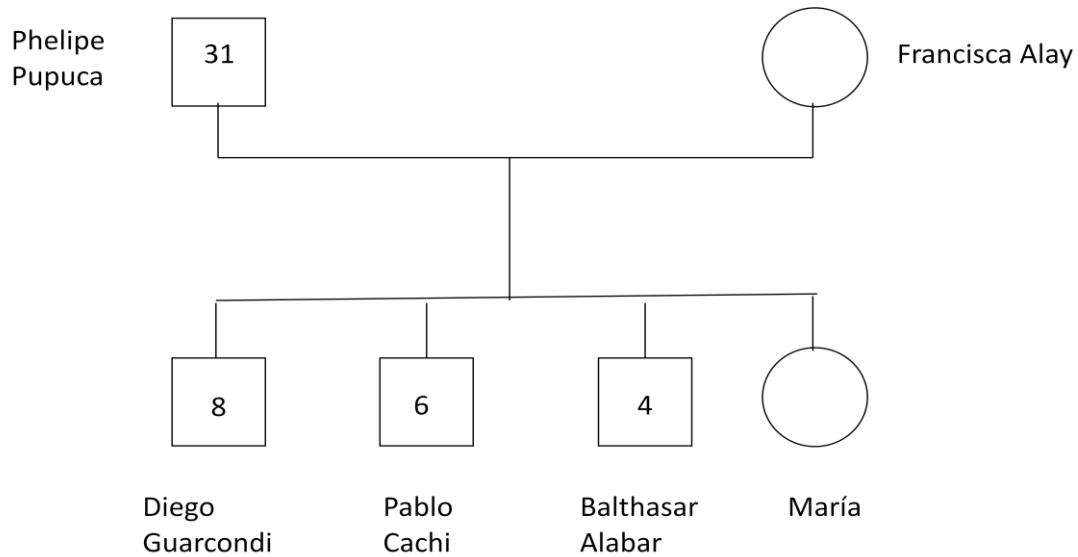 Phelipe
Pupuca
31
Francisca Alay
8
6
4
Diego
Guarcondi
Pablo
Cachi
Balthasar
Alabar
María